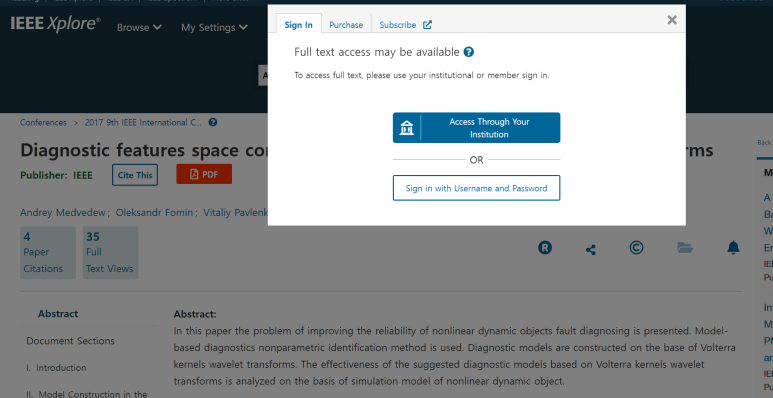 IEEE Xplore®
Browse
My Settings
Sign In
Purchase
Subscribe
Full text access may be available
To access full text, please use your institutional or member sign in.
Access Through Your
Institution
OR
Sign in with Username and Password
A
Conferences > 2017 9th IEEE International C...
Diagnostic features space co
rms
Back
Publisher: IEEE
Cite This
PDF
M
Andrey Medvedew; Oleksandr Fomin; Vitaliy Pavlenk
4
Paper
Citations
35
Full
Text Views
R
©
A
Ba
W
En
IEE
Pu
Abstract
Document Sections
I. Introduction
II. Model Construction in the
Abstract:
In this paper the problem of improving the reliability of nonlinear dynamic objects fault diagnosing is presented. Model-
based diagnostics nonparametric identification method is used. Diagnostic models are constructed on the base of Volterra
kernels wavelet transforms. The effectiveness of the suggested diagnostic models based on Volterra kernels wavelet
transforms is analyzed on the basis of simulation model of nonlinear dynamic object.
Int
M
PM
an
IEE
Pu